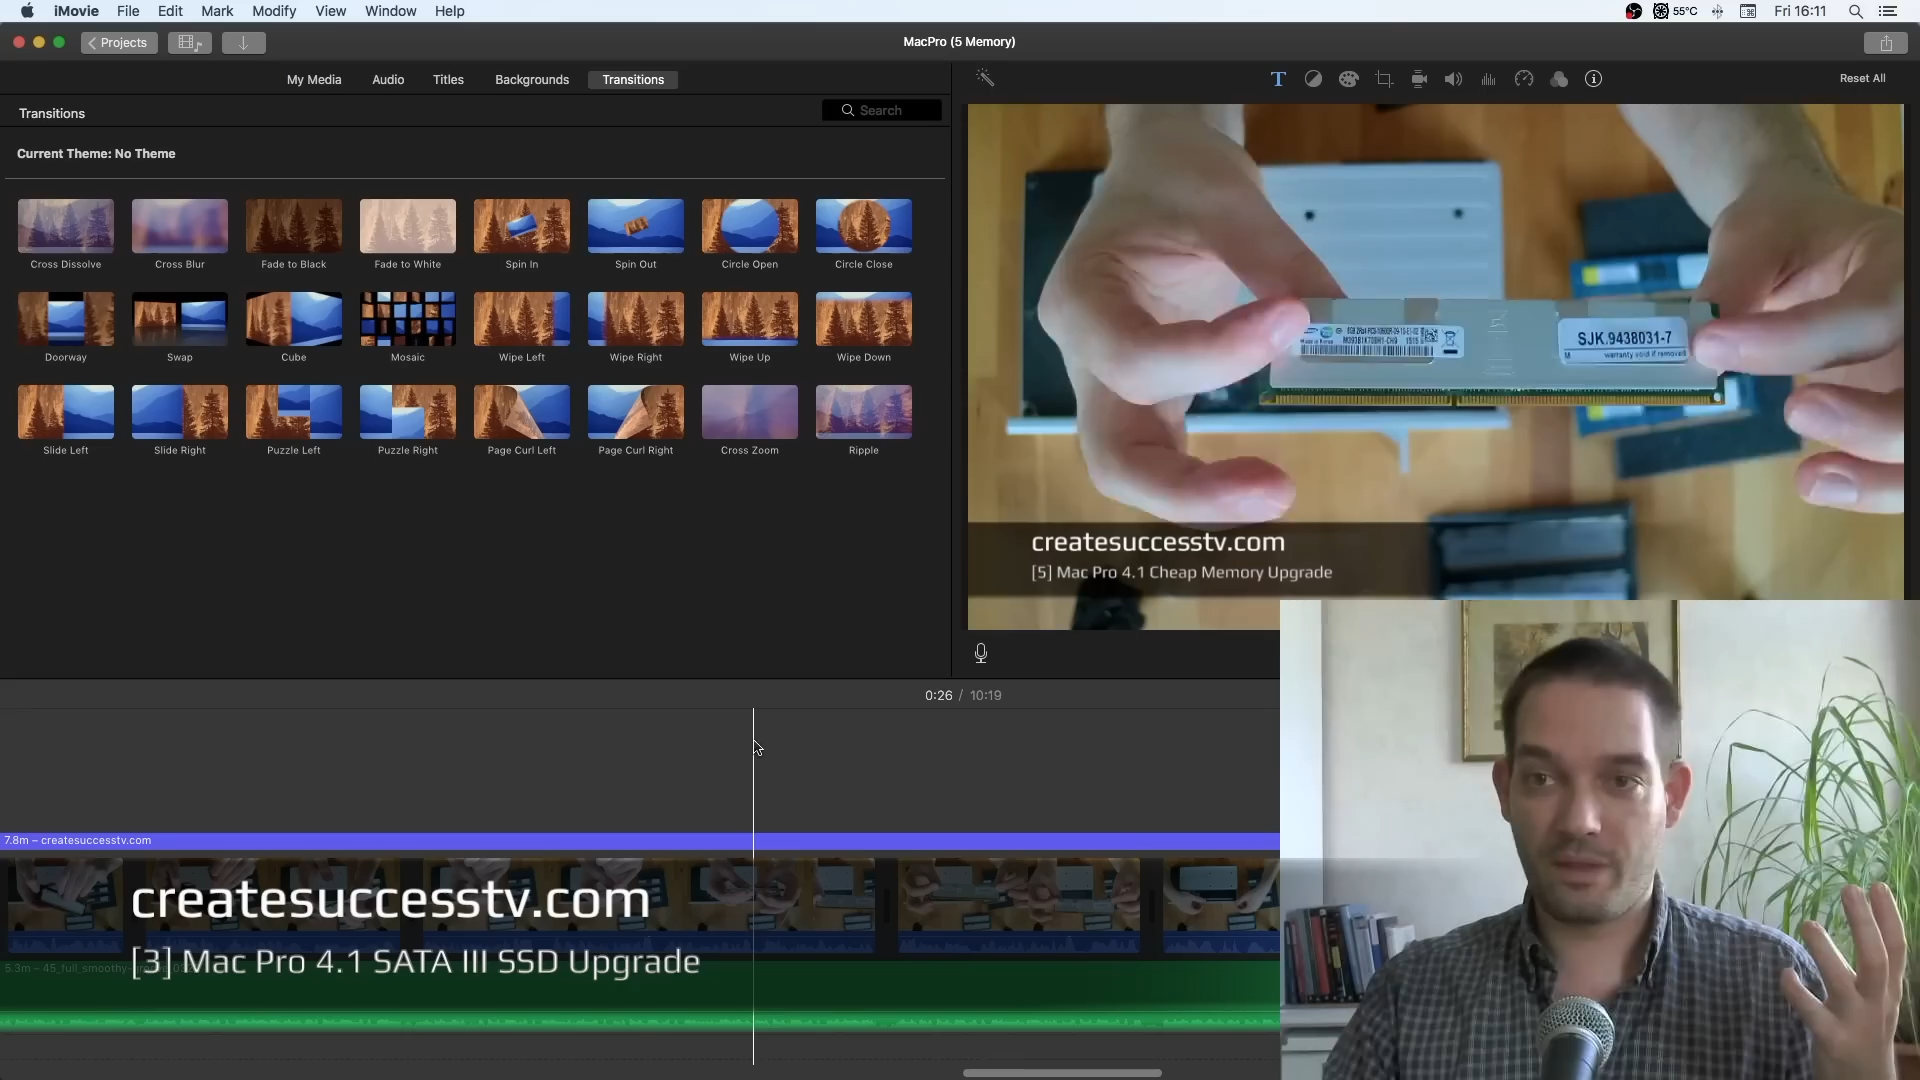 iMovie File Edit Mark Modify View Window Help
55°C
Fri 16:11
Projects
MacPro (5 Memory)
My Media Audio Titles Backgrounds Transitions
Reset All
Transitions
Search
Current Theme: No Theme
Cross Dissolve Cross Blur Fade to Black Fade to White Spin In Spin Out Circle Open Circle Close
Doorway Swap Cube Mosaic Wipe Left Wipe Right Wipe Up Wipe Down
Slide Left Slide Right Puzzle Left Puzzle Right Page Curl Left Page Curl Right Cross Zoom Ripple
SJK.9438031-7
warranty void if removed
createsuccesstv.com
[5] Mac Pro 4.1 Cheap Memory Upgrade
0:26 / 10:19
7.8m – createsuccesstv.com
createsuccesstv.com
[3] Mac Pro 4.1 SATA III SSD Upgrade